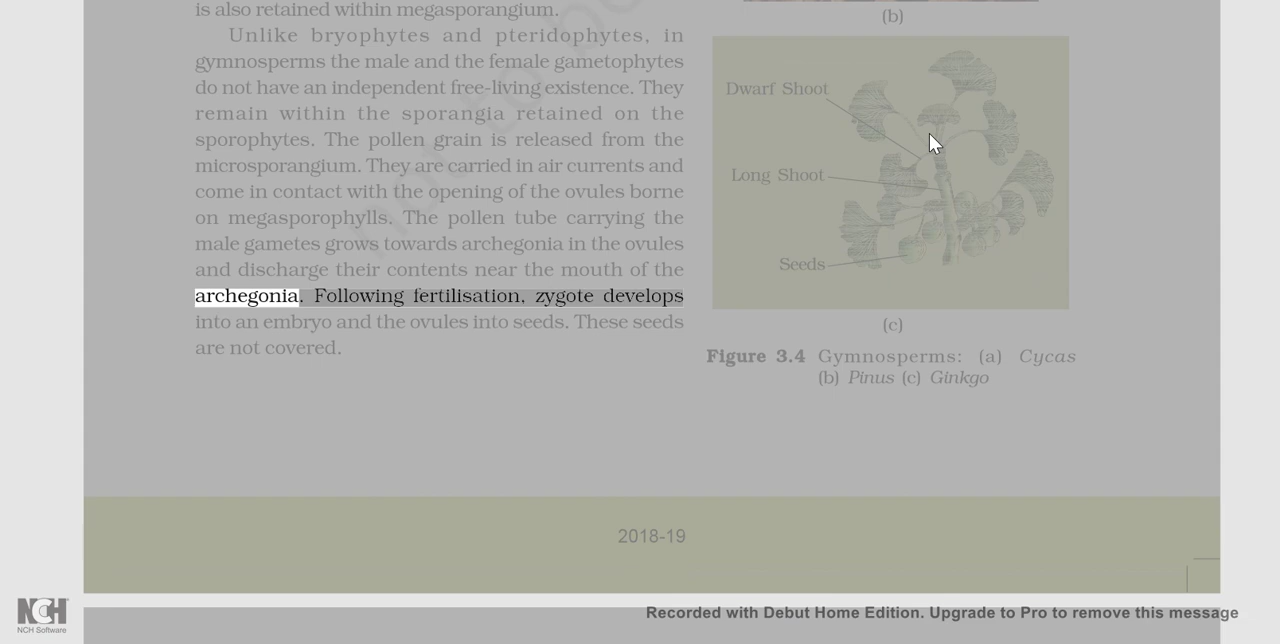 is also retained within megasporangium.
Unlike bryophytes and pteridophytes, in
gymnosperms the male and the female gametophytes
do not have an independent free-living existence. They
remain within the sporangia retained on the
sporophytes. The pollen grain is released from the
microsporangium. They are carried in air currents and
come in contact with the opening of the ovules borne
on megasporophylls. The pollen tube carrying the
male gametes grows towards archegonia in the ovules
and discharge their contents near the mouth of the
archegonia. Following fertilisation, zygote develops
into an embryo and the ovules into seeds. These seeds
are not covered.
(b)
Dwarf Shoot
Long Shoot
Seeds
(c)
Figure 3.4 Gymnosperms: (a) Cycas
(b) Pinus (c) Ginkgo
not to be
2018-19
NCH
NCH Software
Recorded with Debut Home Edition. Upgrade to Pro to remove this message